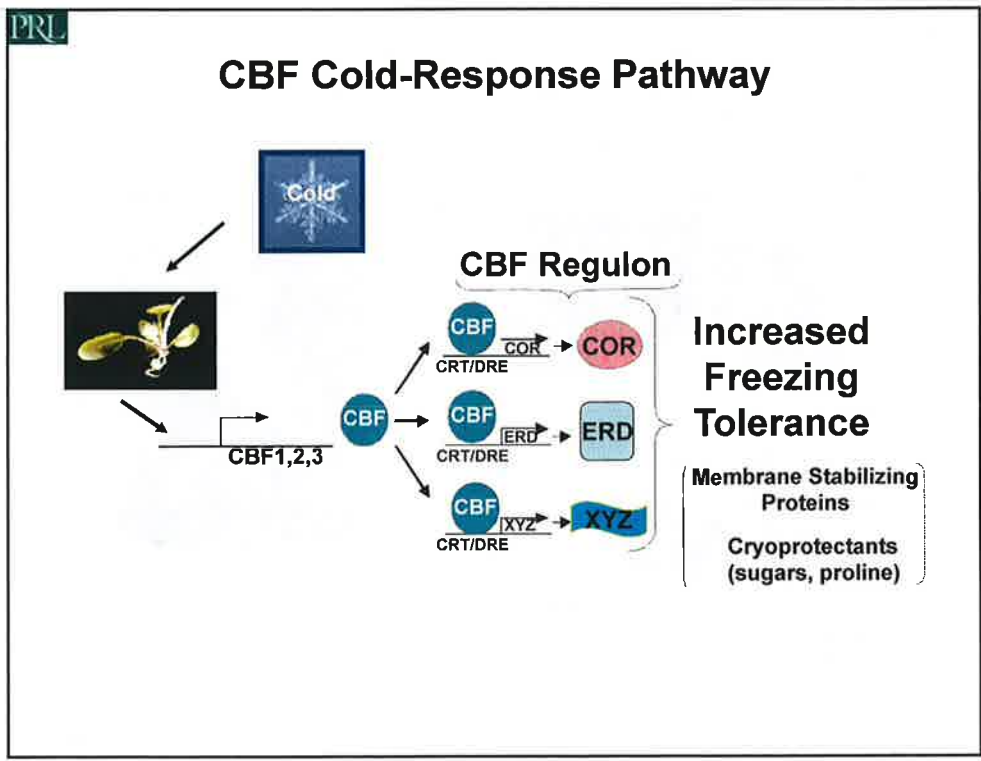 PRL
CBF Cold-Response Pathway
Cold
CBF Regulon
CBF
COR
CRT/DRE
COR
CBF1,2,3
CBF
CBF
ERD
CRT/DRE
ERD
CBF
XYZ
CRT/DRE
XYZ
Increased
Freezing
Tolerance
Membrane Stabilizing
Proteins
Cryoprotectants
(sugars, proline)